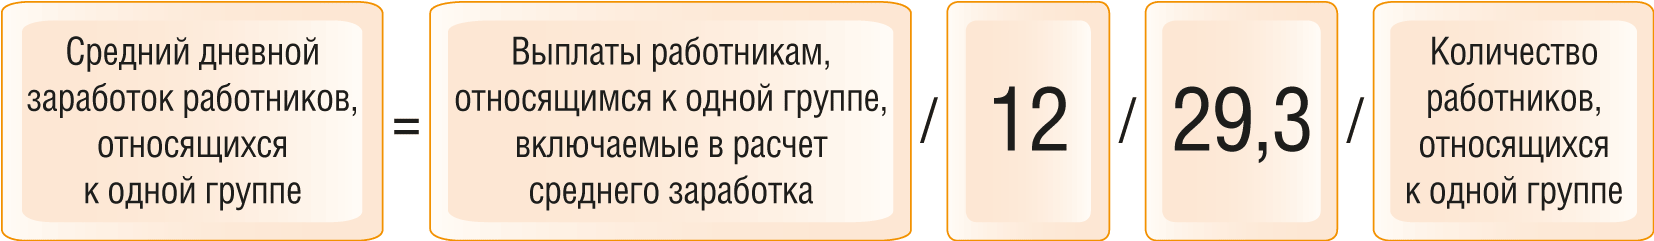 Средний дневной
заработок работников,
относящихся
к одной группе
=
Выплаты работникам,
относящимся к одной группе,
включаемые в расчет
среднего заработка
/
12
/
29,3
/
Количество
работников,
относящихся
к одной группе